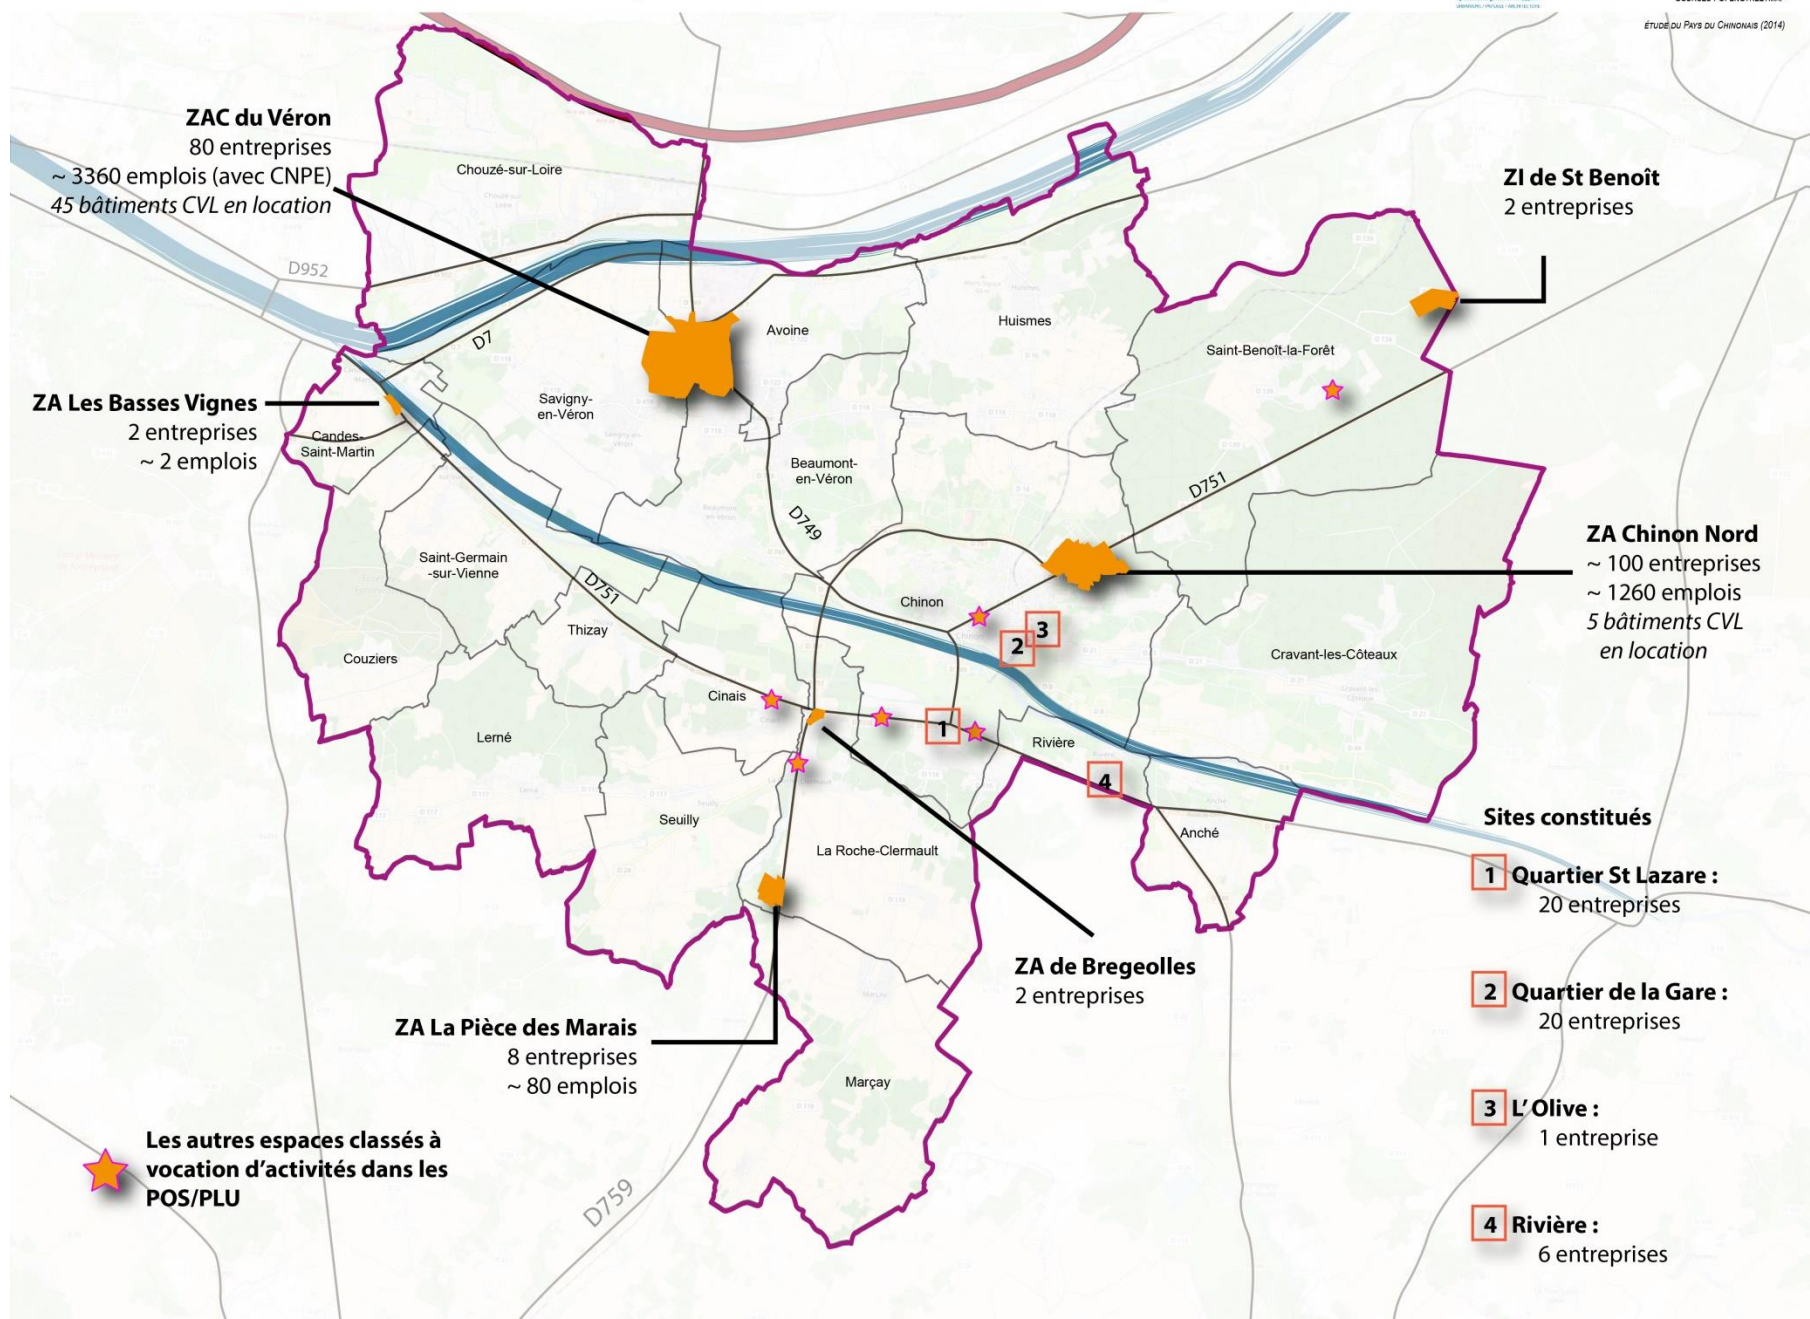 ÉTUDE DU PAYS DU CHINONAIS (2014)
ZAC du Véron
80 entreprises
~ 3360 emplois (avec CNPE)
45 bâtiments CVL en location
Chouzé-sur-Loire
ZI de St Benoît
2 entreprises
D952
D7
Avoine
Huismes
Saint-Benoît-la-Forêt
ZA Les Basses Vignes
2 entreprises
~ 2 emplois
Savigny-
en-Véron
Candes-
Saint-Martin
Beaumont-
en-Véron
D751
D749
ZA Chinon Nord
~ 100 entreprises
~ 1260 emplois
5 bâtiments CVL
en location
Saint-Germain
-sur-Vienne
D751
Chinon
Thizay
3
2
Couziers
Cravant-les-Côteaux
Cinais
1
Lerné
Rivière
4
Seuilly
La Roche-Clermault
Anché
Sites constitués
1 Quartier St Lazare :
20 entreprises
ZA de Bregeolles
2 entreprises
2 Quartier de la Gare :
20 entreprises
ZA La Pièce des Marais
8 entreprises
~ 80 emplois
Marçay
3 L'Olive :
1 entreprise
Les autres espaces classés à
vocation d'activités dans les
POS/PLU
D759
4 Rivière :
6 entreprises